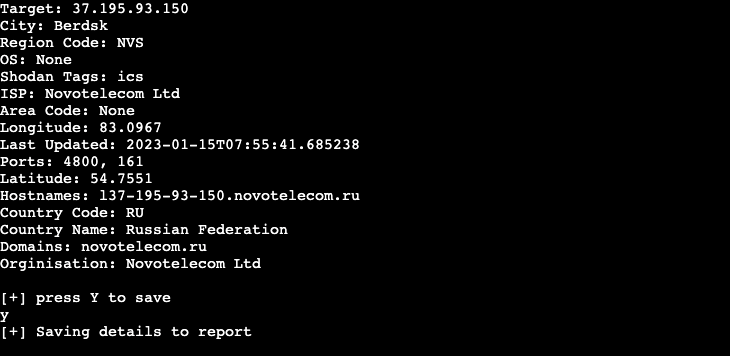 Target: 37.195.93.150
City: Berdsk
Region Code: NVS
OS: None
Shodan Tags: ics
ISP: Novotelecom Ltd
Area Code: None
Longitude: 83.0967
Last Updated: 2023-01-15T07:55:41.685238
Ports: 4800, 161
Latitude: 54.7551
Hostnames: l37-195-93-150.novotelecom.ru
Country Code: RU
Country Name: Russian Federation
Domains: novotelecom.ru
Orginisation: Novotelecom Ltd
[+] press Y to save
y
[+] Saving details to report